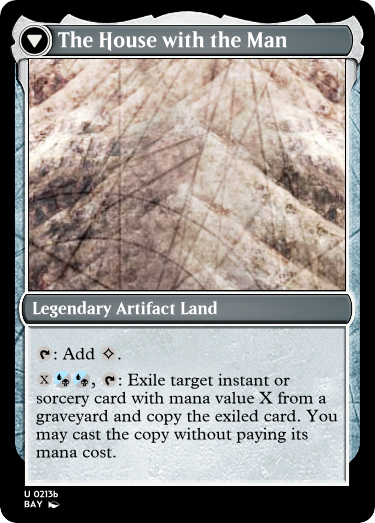 The House with the Man
Legendary Artifact Land
: Add .
X , : Exile target instant or
sorcery card with mana value X from a
graveyard and copy the exiled card. You
may cast the copy without paying its
mana cost.
U 0213b
BAY